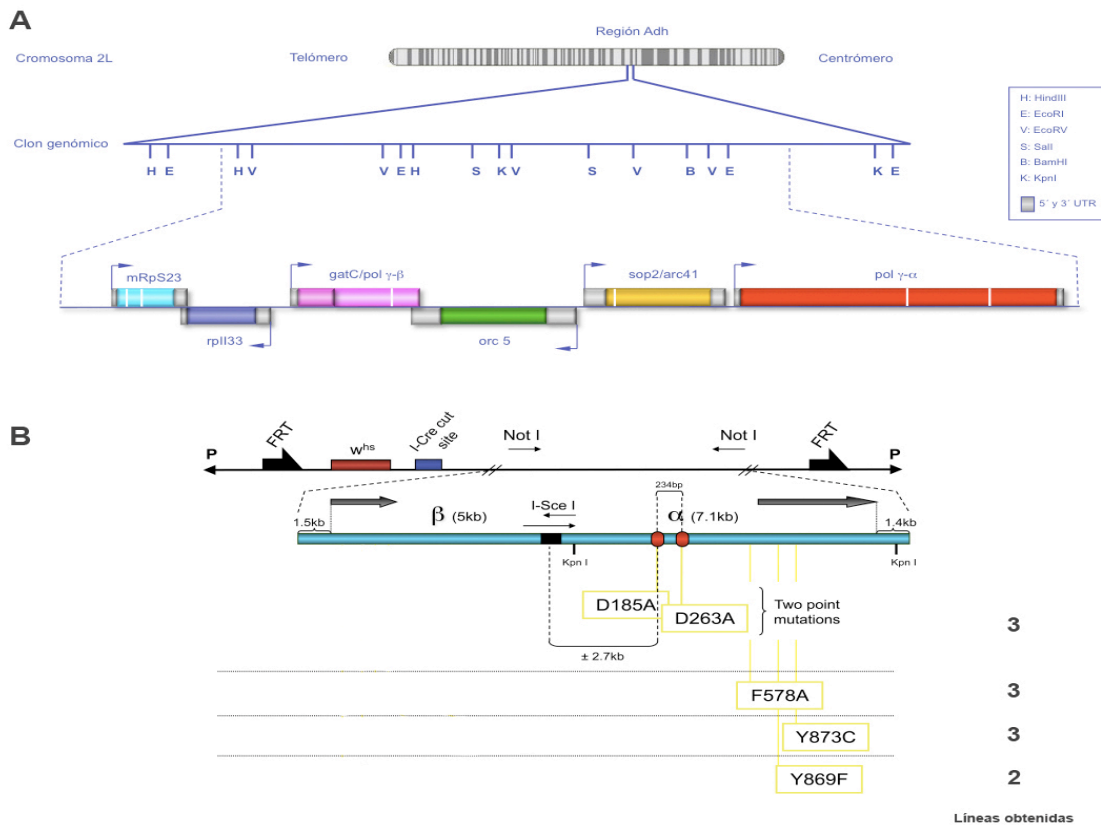 A
Región Adh
Cromosoma 2L
Telómero
Centrómero
H: HindIII
E: EcoRI
V: EcoRV
S: SalI
B: BamHI
K: KpnI
5´ y 3´ UTR
Clon genómico
H E H V V E H S K V S V B V E K E
mRpS23
gatC/pol γ-β
sop2/arc41
pol γ-α
rpII33
orc 5
B
FRT
w^hs
I-Cre cut site
Not I
Not I
FRT
P
P
234bp
I-Sce I
1.5kb
β (5kb)
α (7.1kb)
1.4kb
Kpn I
Kpn I
D185A
D263A
Two point
mutations
3
± 2.7kb
F578A
3
Y873C
3
Y869F
2
Líneas obtenidas